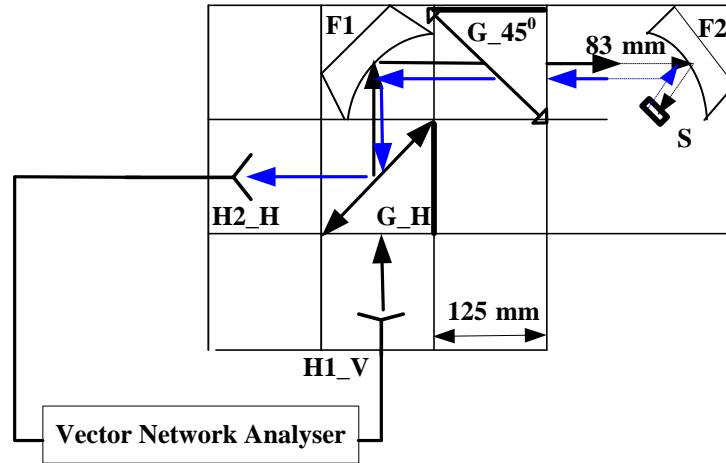 F1
G_45⁰
F2
83 mm
S
H2_H
G_H
125 mm
H1_V
Vector Network Analyser